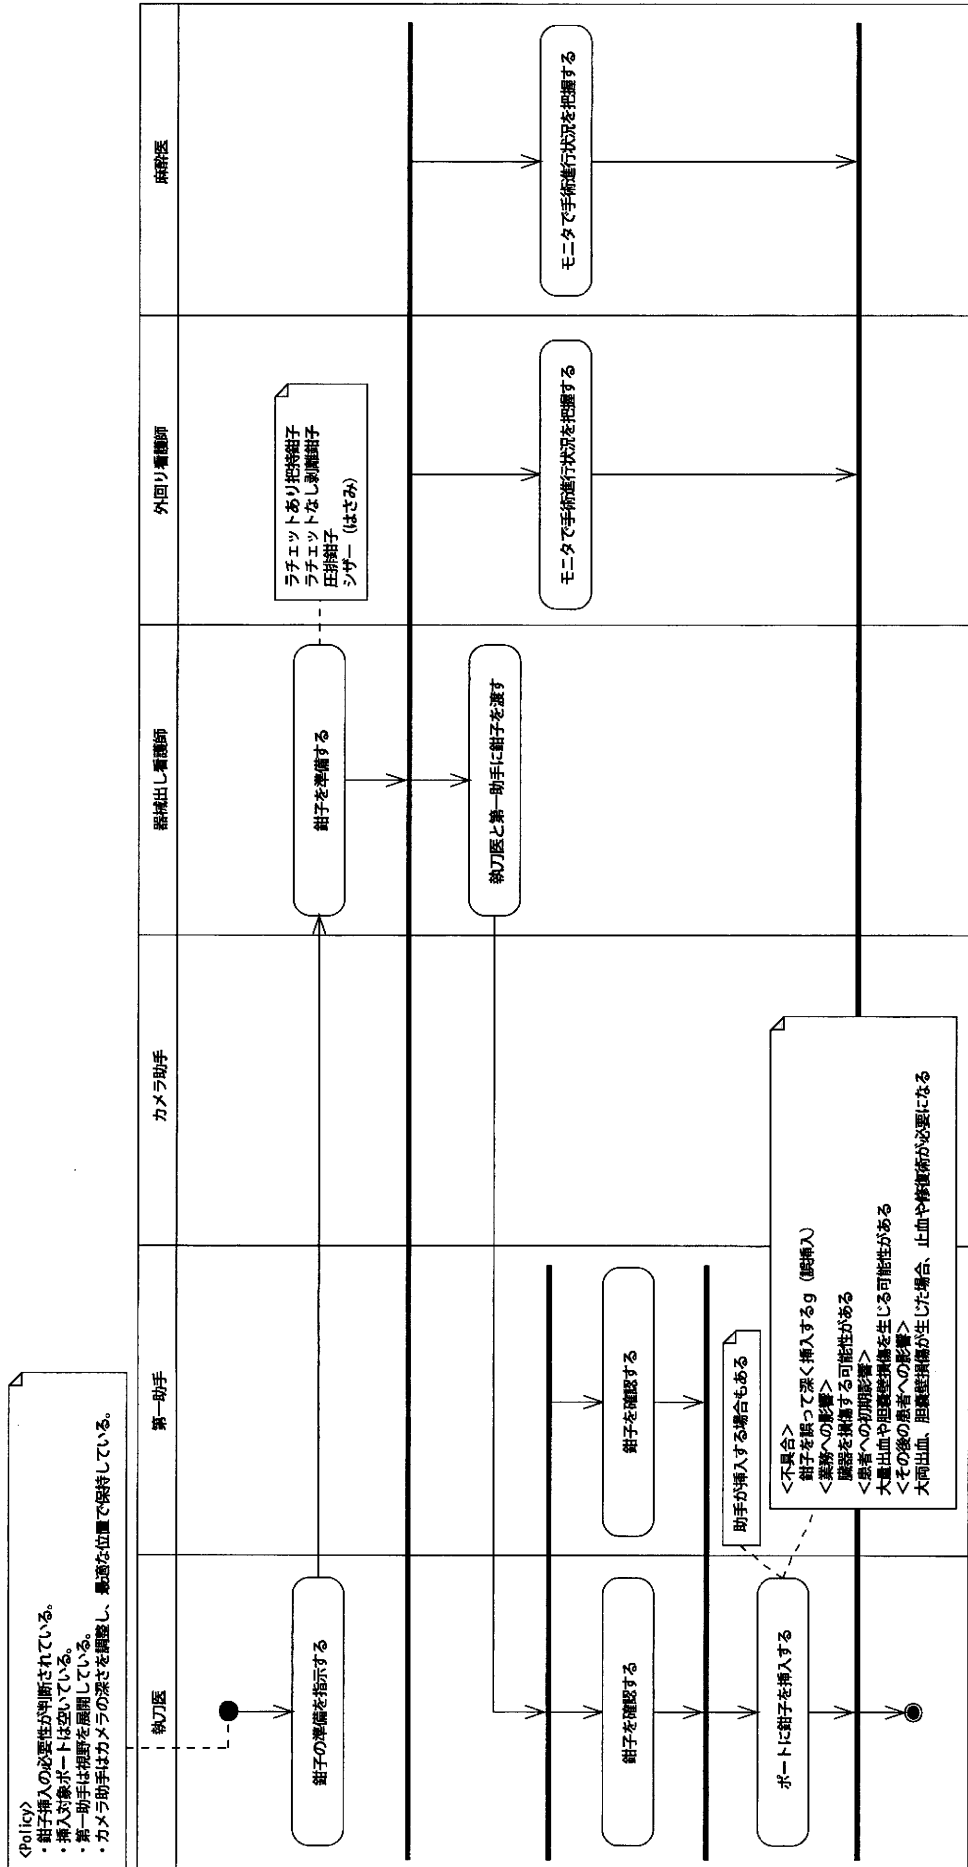 <Policy>
・鉗子挿入の必要性が判断されている。
・挿入対象ポートは空いている。
・第一助手は視野を展開している。
・カメラ助手はカメラの深さを調整し、最適な位置で保持している。
執刀医
第一助手
カメラ助手
器械出し看護師
外回り看護師
麻酔医
鉗子の準備を指示する
鉗子を準備する
ラチェットあり把持鉗子
ラチェットなし剥離鉗子
圧排鉗子
シザー（はさみ）
執刀医と第一助手に鉗子を渡す
モニタで手術進行状況を把握する
モニタで手術進行状況を把握する
鉗子を確認する
鉗子を確認する
助手が挿入する場合もある
ポートに鉗子を挿入する
<不具合>
鉗子を誤って深く挿入するg（誤挿入）
<業務への影響>
臓器を損傷する可能性がある
<患者への初期影響>
大量出血や胆嚢壁損傷を生じる可能性がある
<その後の患者への影響>
大両出血、胆嚢壁損傷が生じた場合、止血や修復術が必要になる